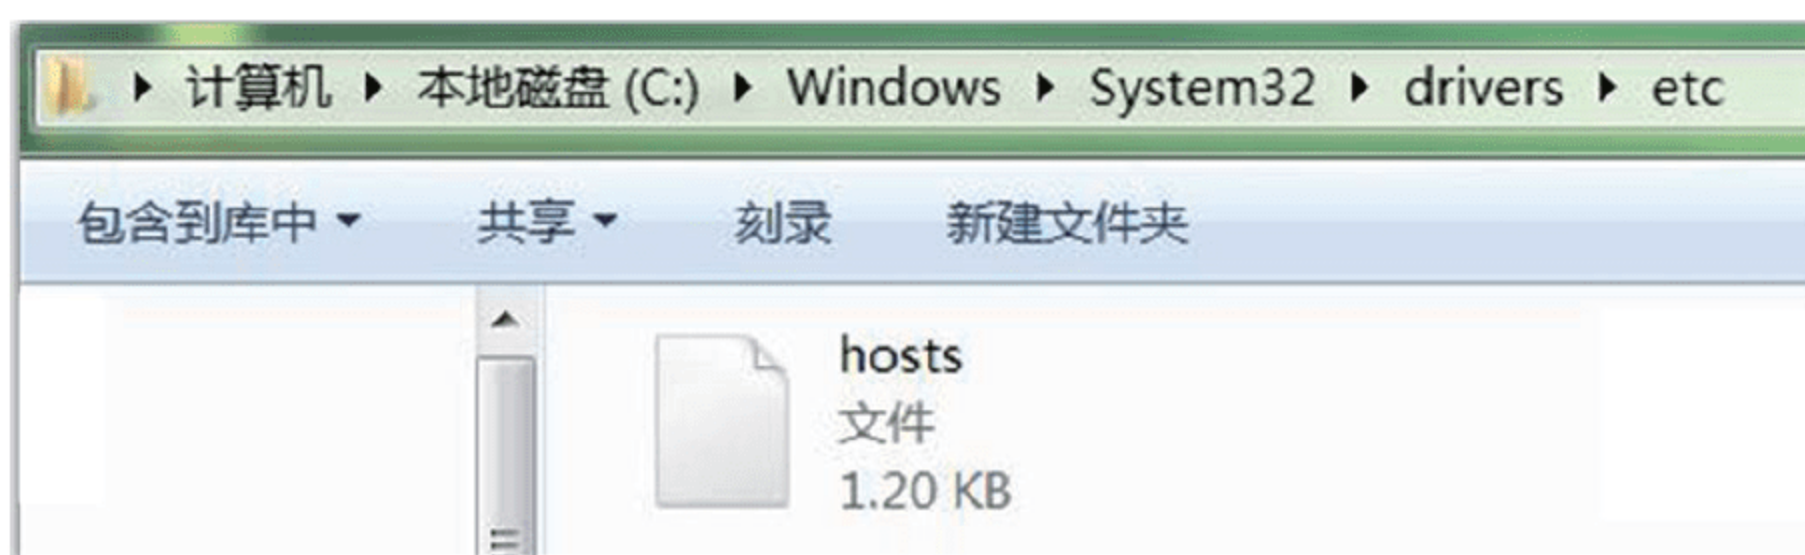 计算机 本地磁盘 (C:) Windows System32 drivers etc
包含到库中 共享 刻录 新建文件夹
hosts
文件
1.20 KB